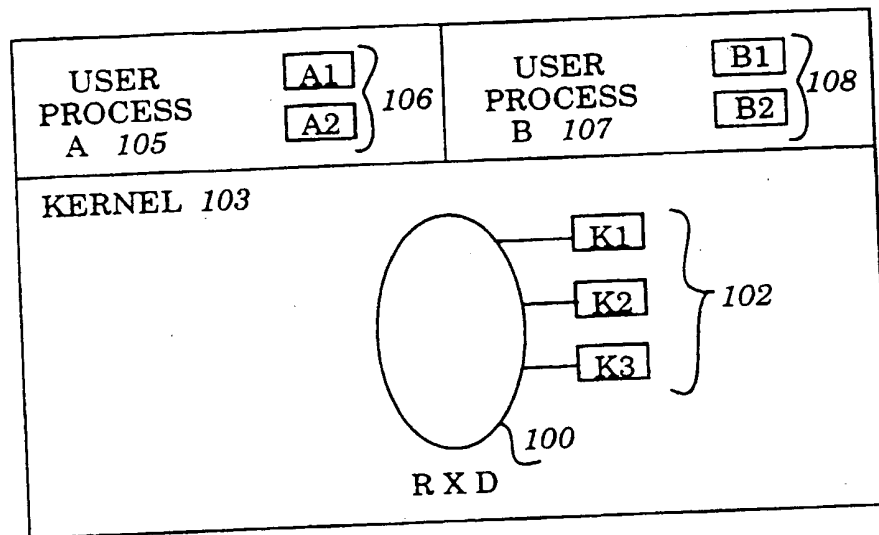 USER
PROCESS
A 105
A1
A2
106
USER
PROCESS
B 107
B1
B2
108
KERNEL 103
K1
K2
K3
102
100
R X D